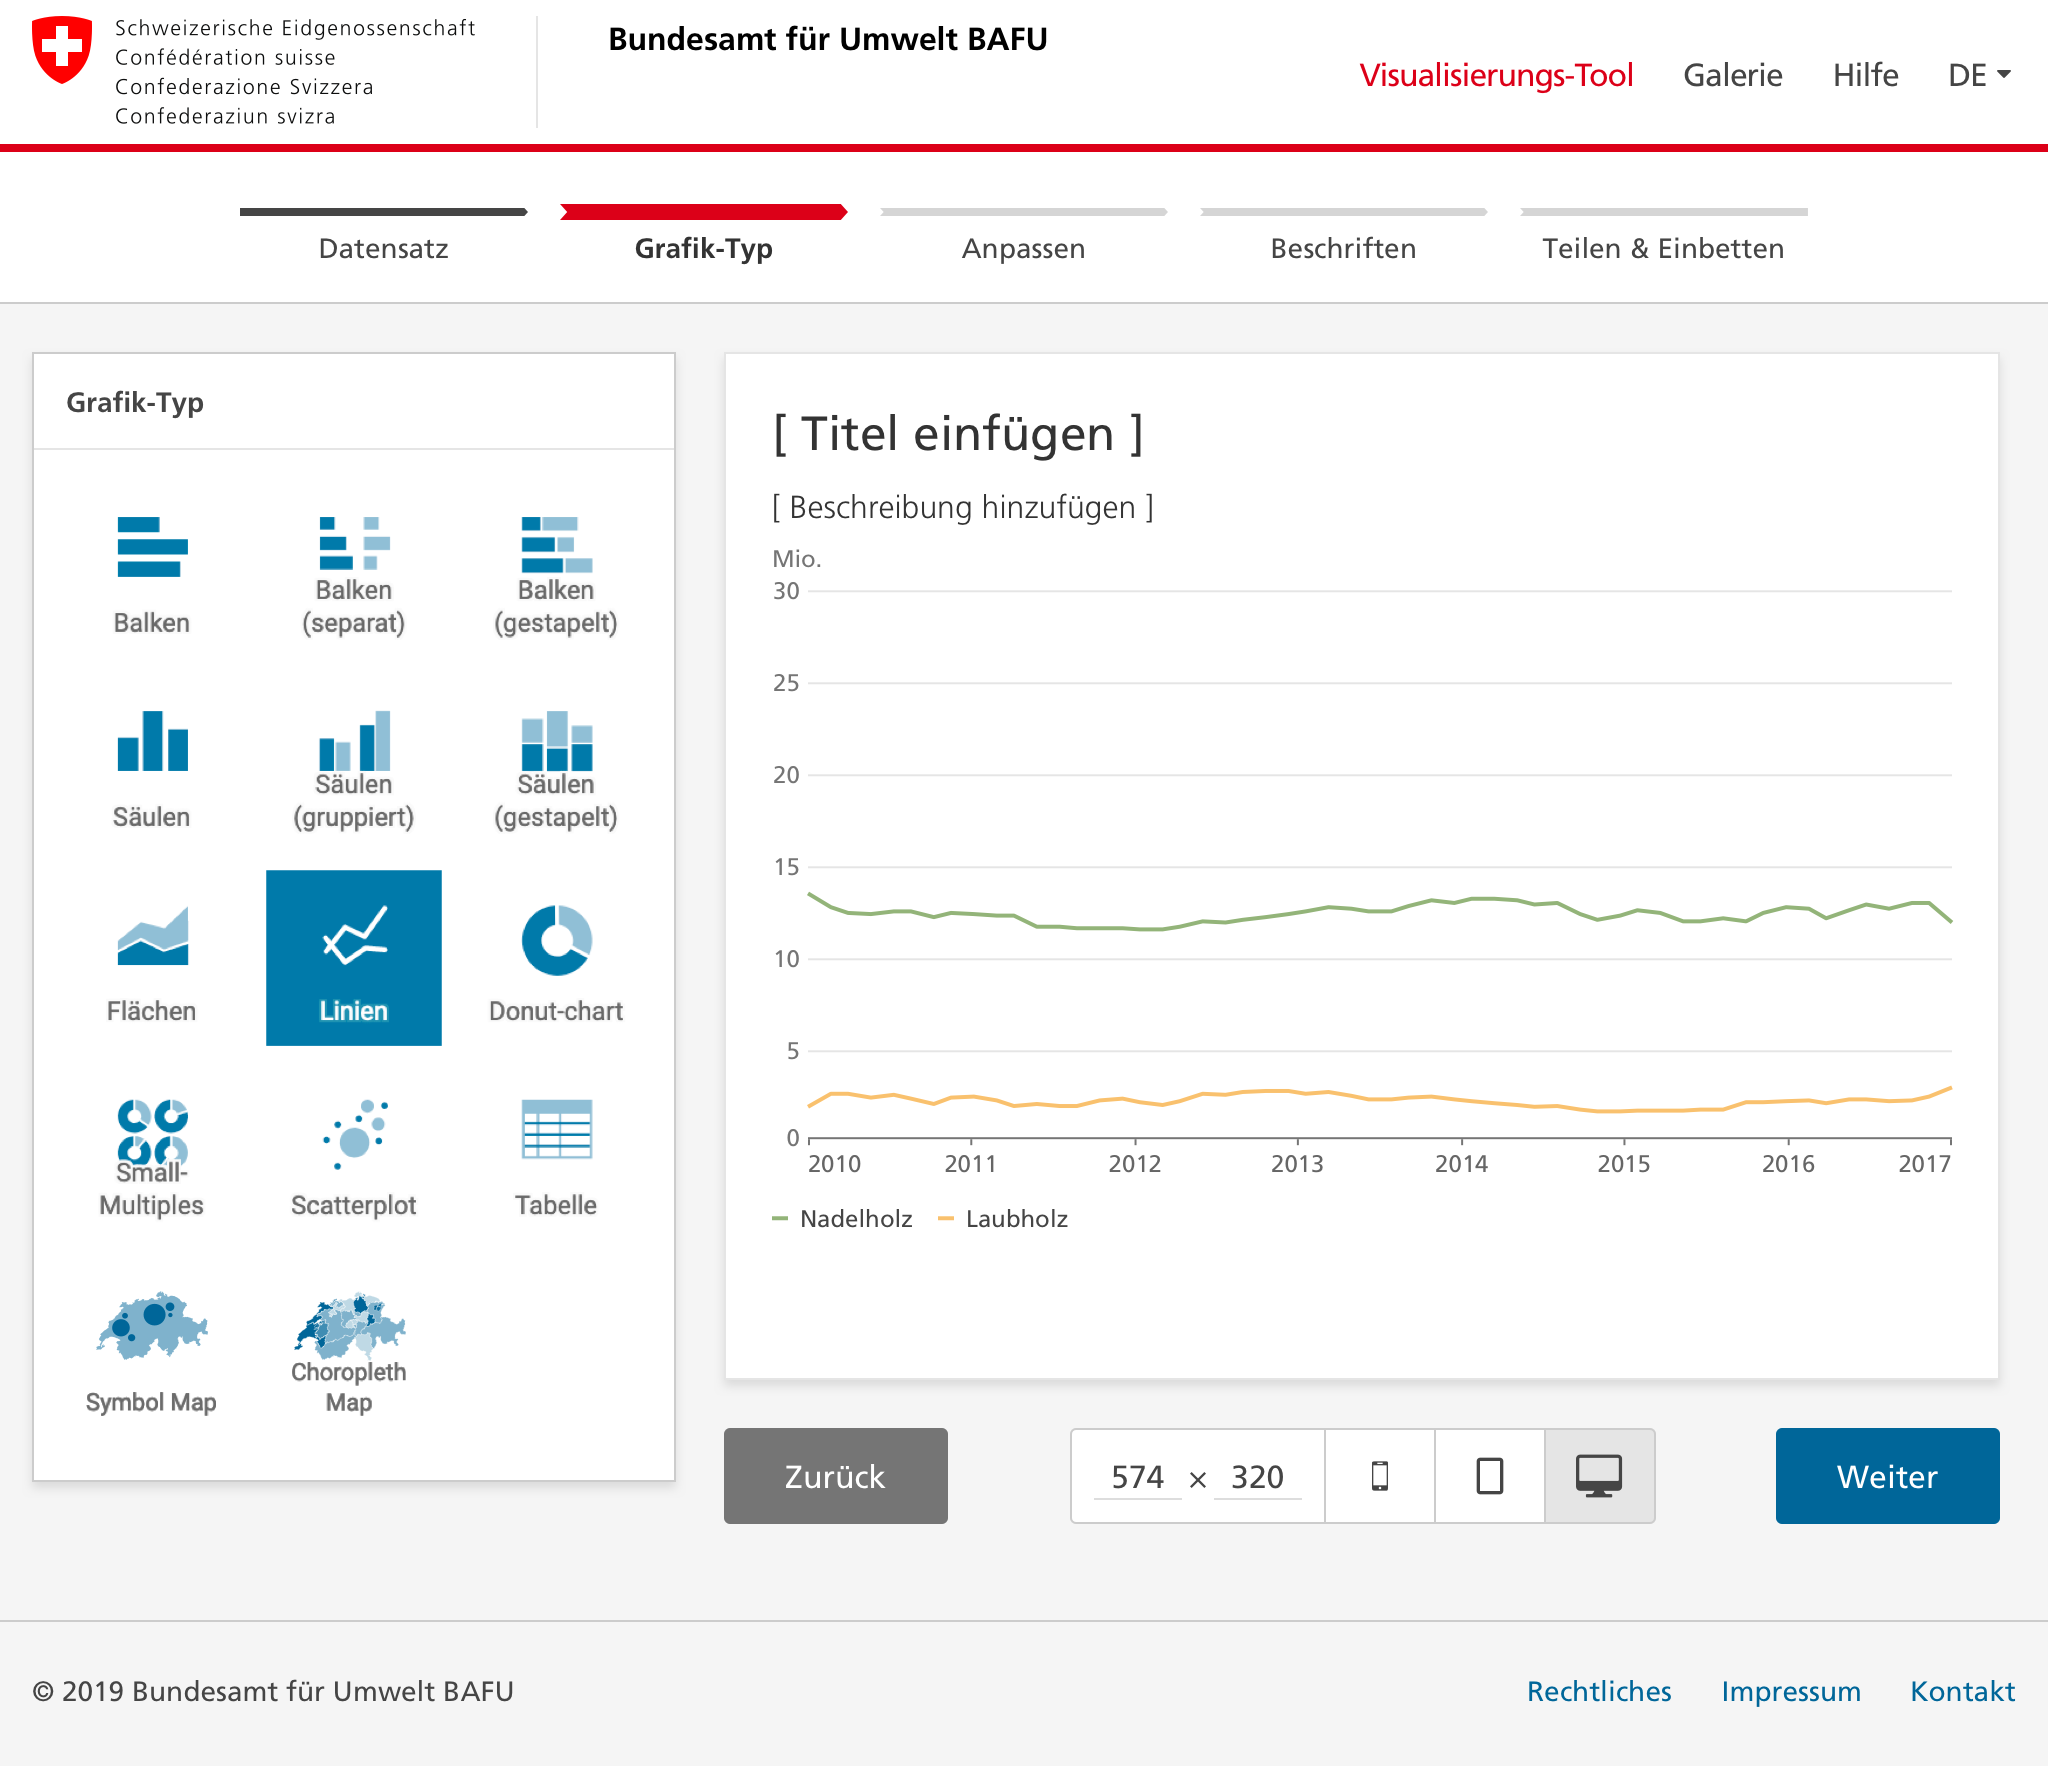 Schweizerische Eidgenossenschaft
Confédération suisse
Confederazione Svizzera
Confederaziun svizra
Bundesamt für Umwelt BAFU
Visualisierungs-Tool
Galerie
Hilfe
DE
Datensatz
Grafik-Typ
Anpassen
Beschriften
Teilen & Einbetten
Grafik-Typ
Balken
Balken
(separat)
Balken
(gestapelt)
Säulen
Säulen
(gruppiert)
Säulen
(gestapelt)
Flächen
Linien
Donut-chart
Small-
Multiples
Scatterplot
Tabelle
Symbol Map
Choropleth
Map
[ Titel einfügen ]
[ Beschreibung hinzufügen ]
Mio.
30
25
20
15
10
5
0
2010 2011 2012 2013 2014 2015 2016 2017
Nadelholz Laubholz
Zurück
574 × 320
Weiter
© 2019 Bundesamt für Umwelt BAFU
Rechtliches
Impressum
Kontakt